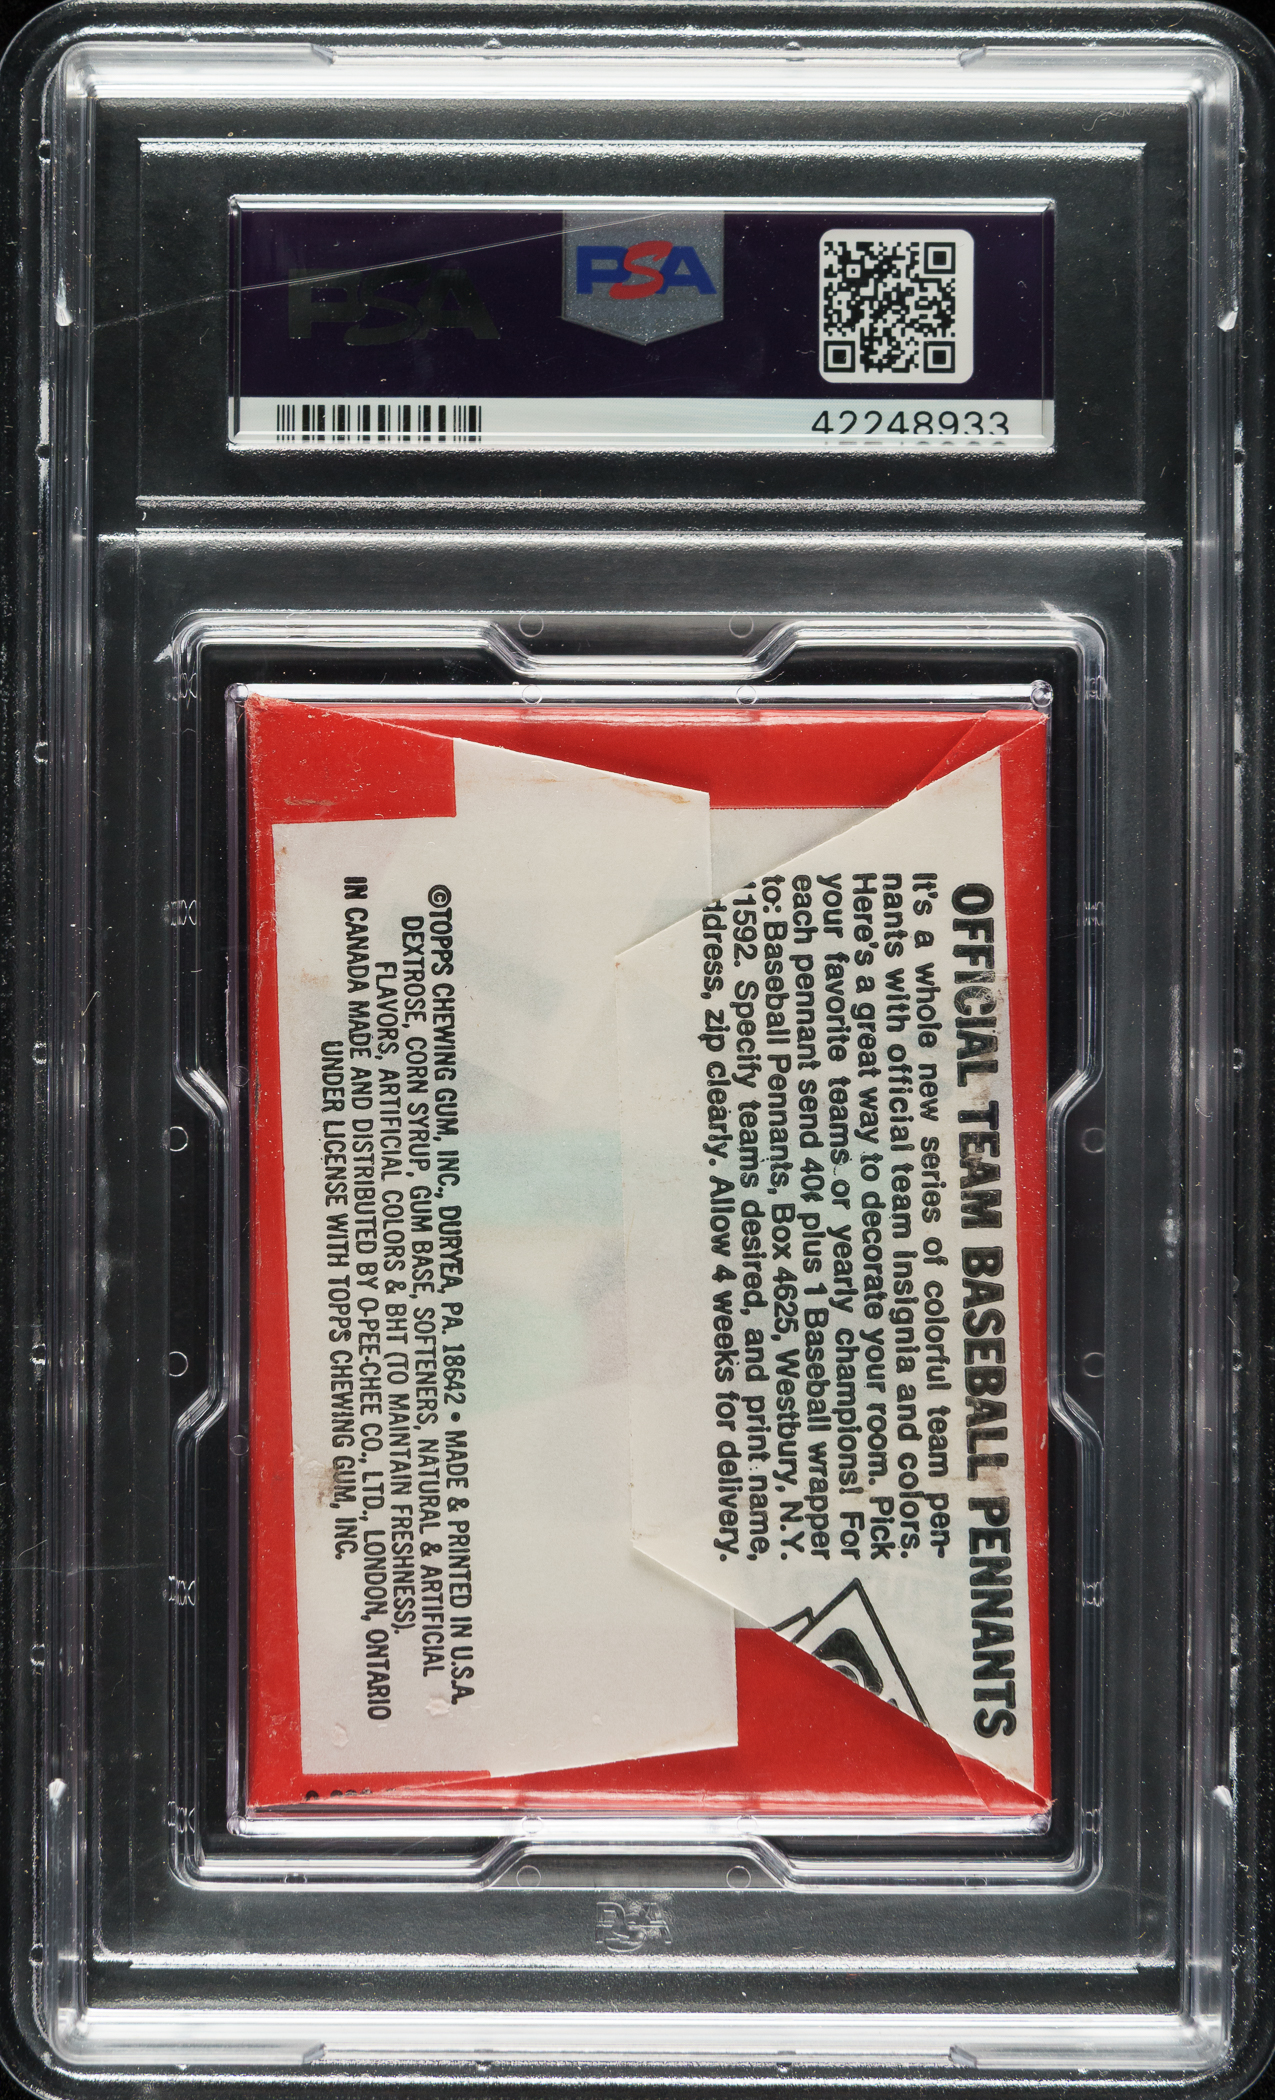 PSA
PSA
42248933
OFFICIAL TEAM BASEBALL PENNANTS
It's a whole new series of colorful team pen-
nants with official team insignia and colors.
Here's a great way to decorate your room. Pick
your favorite teams or yearly champions! For
each pennant send 40¢ plus 1 Baseball wrapper
to: Baseball Pennants, Box 4625, Westbury, N.Y.
11592. Specify teams desired, and print name,
dress, zip clearly. Allow 4 weeks for delivery.
©TOPPS CHEWING GUM, INC., DURYEA, PA. 18642 • MADE & PRINTED IN U.S.A.
DEXTROSE, CORN SYRUP, GUM BASE, SOFTENERS, NATURAL & ARTIFICIAL
FLAVORS, ARTIFICIAL COLORS & BHT (TO MAINTAIN FRESHNESS).
IN CANADA MADE AND DISTRIBUTED BY O-PEE-CHEE CO., LTD., LONDON, ONTARIO
UNDER LICENSE WITH TOPPS CHEWING GUM, INC.
PSA